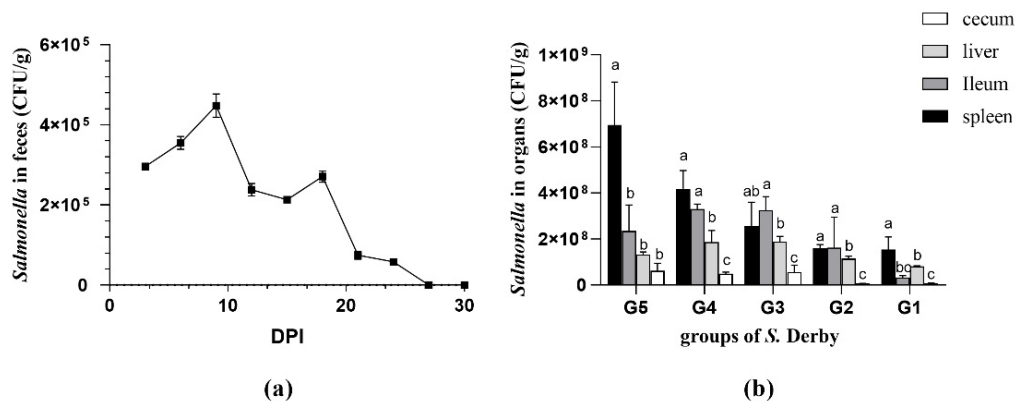 Salmonella in feces (CFU/g)
6×10⁵
4×10⁵
2×10⁵
0
0
10
20
30
DPI
(a)
Salmonella in organs (CFU/g)
1×10⁹
8×10⁸
6×10⁸
4×10⁸
2×10⁸
0
a
b
b
c
a
a
b
c
ab
a
b
c
a
a
b
c
a
bc
b
c
G5
G4
G3
G2
G1
groups of S. Derby
(b)
cecum
liver
Ileum
spleen